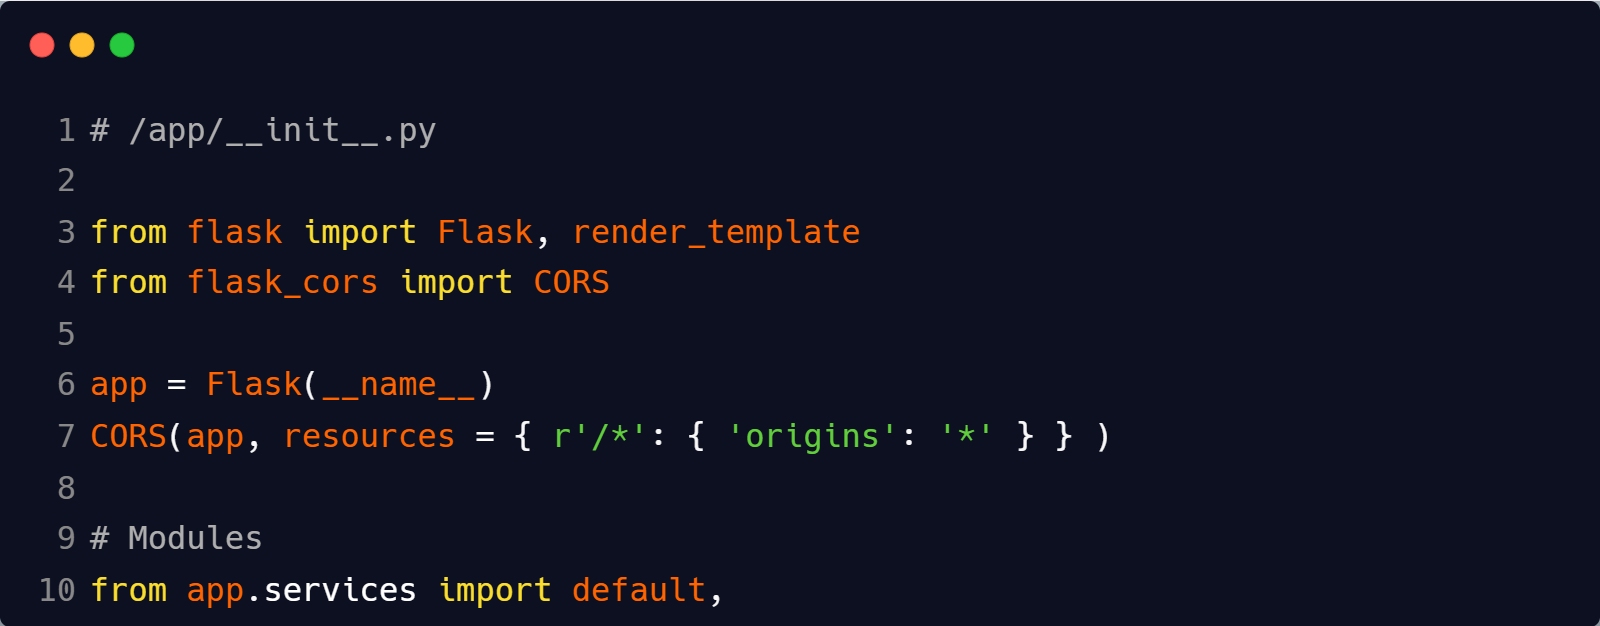 1 # /app/__init__.py
2
3 from flask import Flask, render_template
4 from flask_cors import CORS
5
6 app = Flask(__name__)
7 CORS(app, resources = { r'/*': { 'origins': '*' } } )
8
9 # Modules
10 from app.services import default,